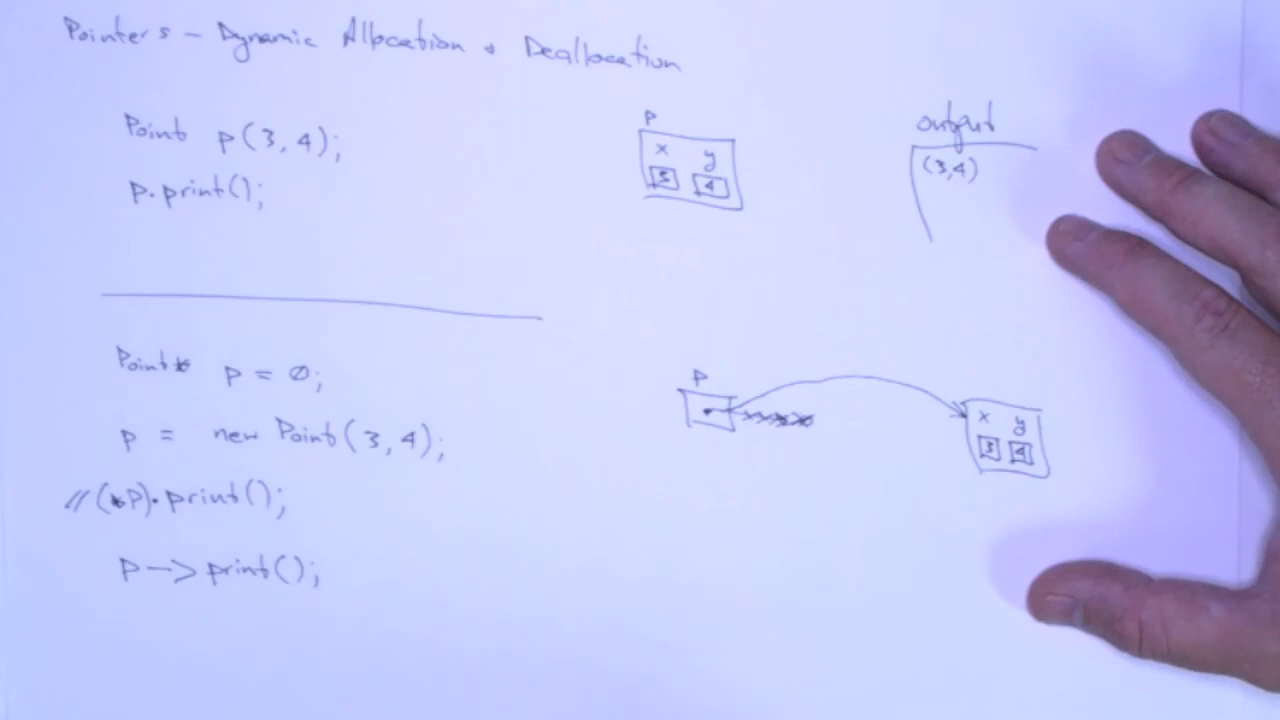 Pointers - Dynamic Allocation & Deallocation
Point p(3,4);
p.print();
p
x y
3 4
output
(3,4)
Point* p = Ø;
p = new Point(3,4);
//(*p).print();
p->print();
p
x y
3 4